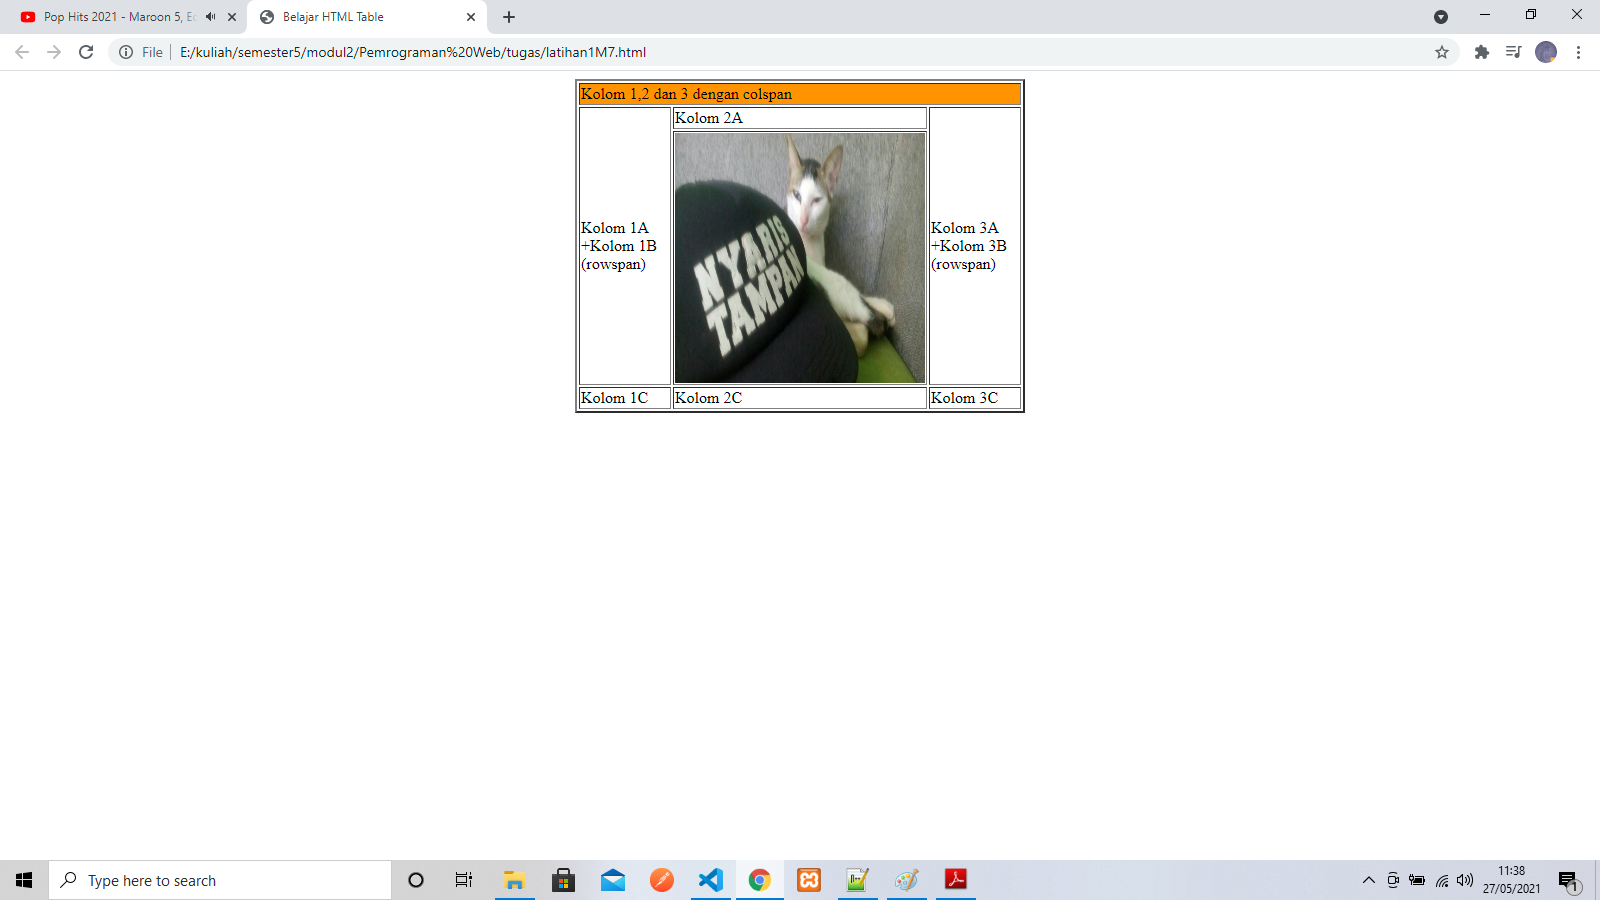 Pop Hits 2021 - Maroon 5, Ed
Belajar HTML Table
File
E:/kuliah/semester5/modul2/Pemrograman%20Web/tugas/latihan1M7.html
Kolom 1,2 dan 3 dengan colspan
Kolom 2A
Kolom 1A
+Kolom 1B
(rowspan)
NYARIS
TAMPAN
Kolom 3A
+Kolom 3B
(rowspan)
Kolom 1C
Kolom 2C
Kolom 3C
Type here to search
11:38
27/05/2021
1